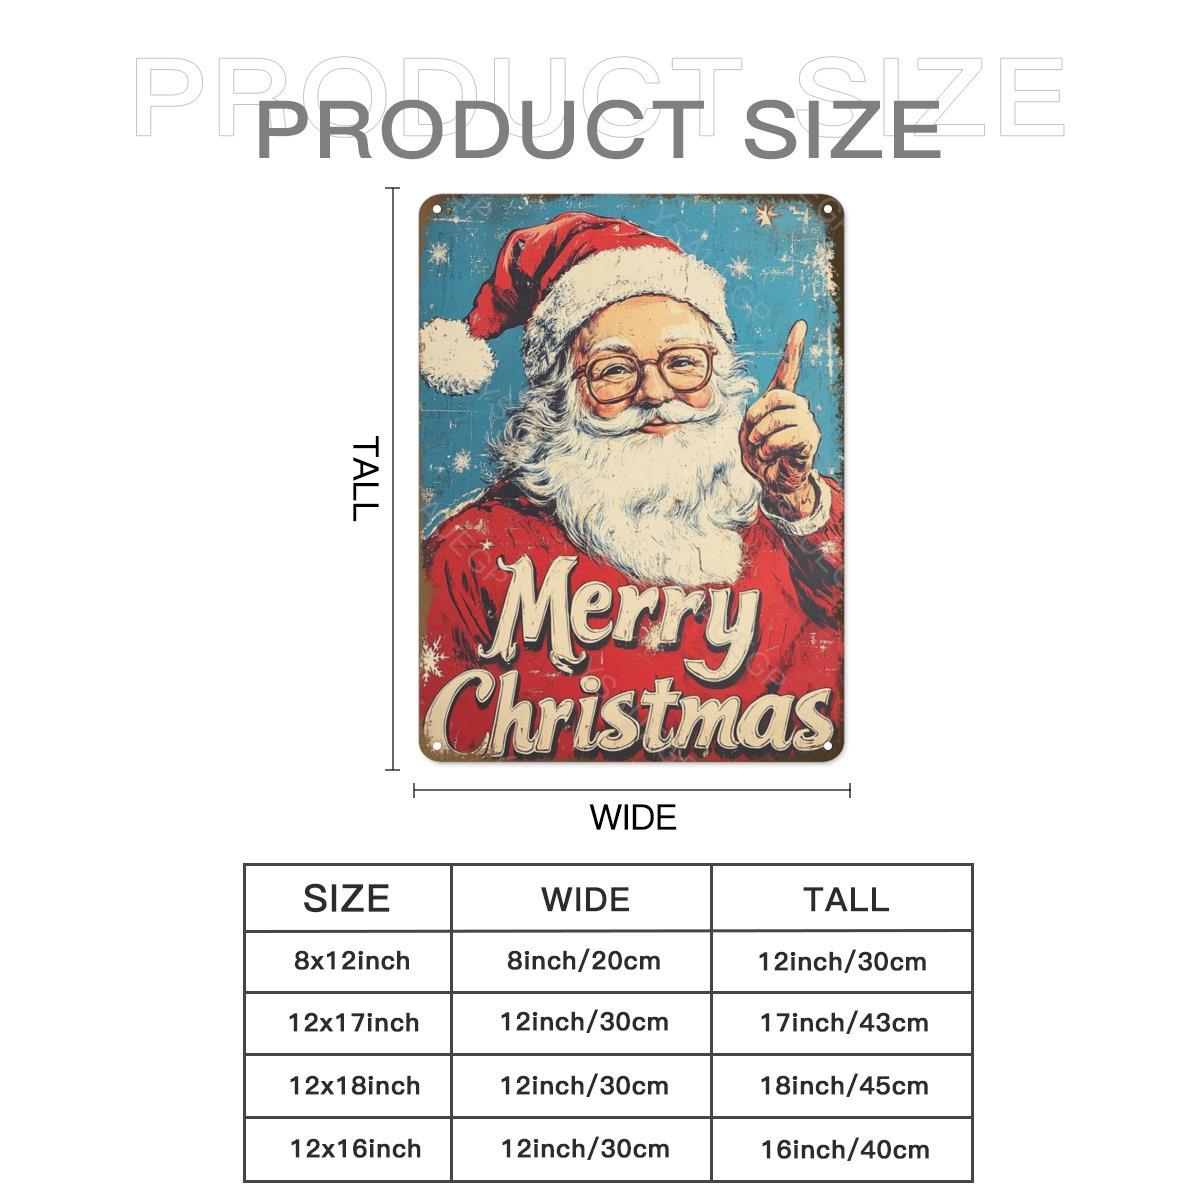 PRODUCT SIZE
PRODUCT SIZE
TALL
Merry
Christmas
WIDE
SIZE WIDE TALL
8x12inch 8inch/20cm 12inch/30cm
12x17inch 12inch/30cm 17inch/43cm
12x18inch 12inch/30cm 18inch/45cm
12x16inch 12inch/30cm 16inch/40cm